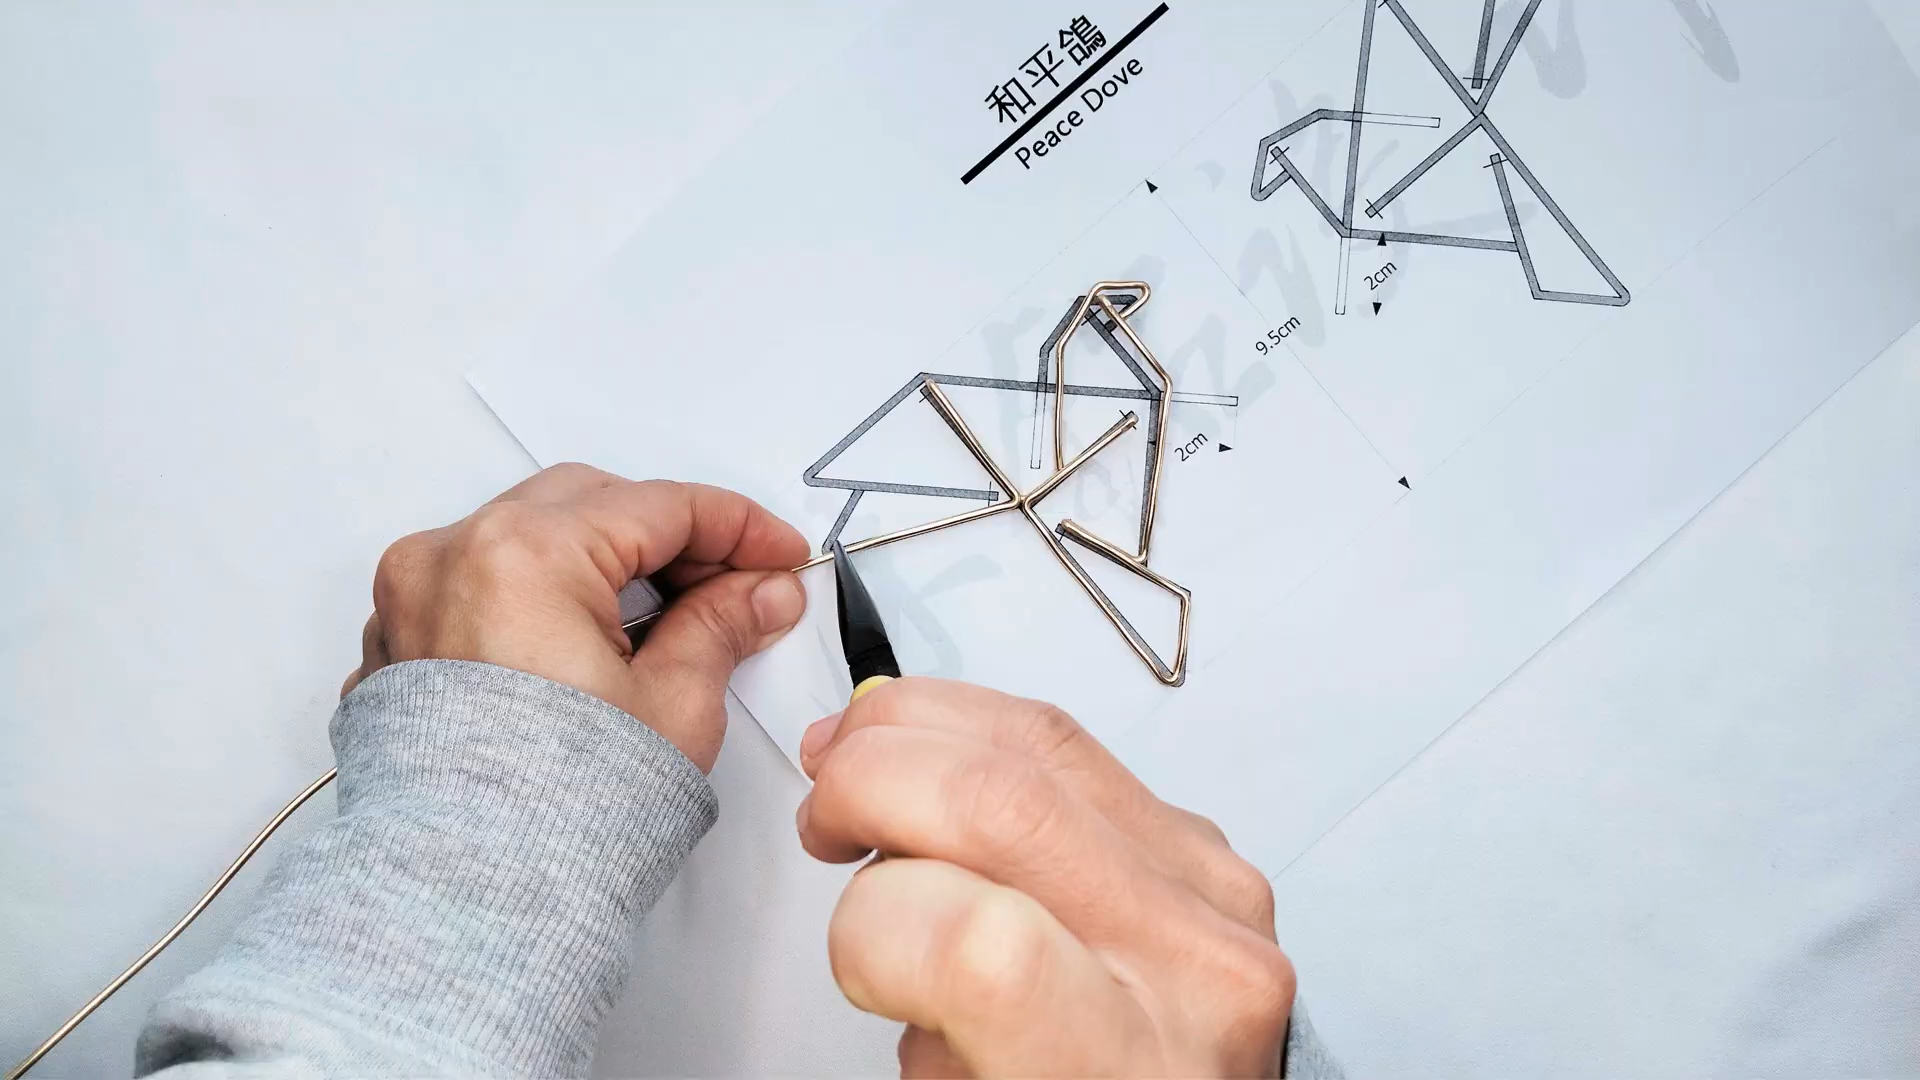 和平鴿
Peace Dove
2cm
9.5cm
2cm